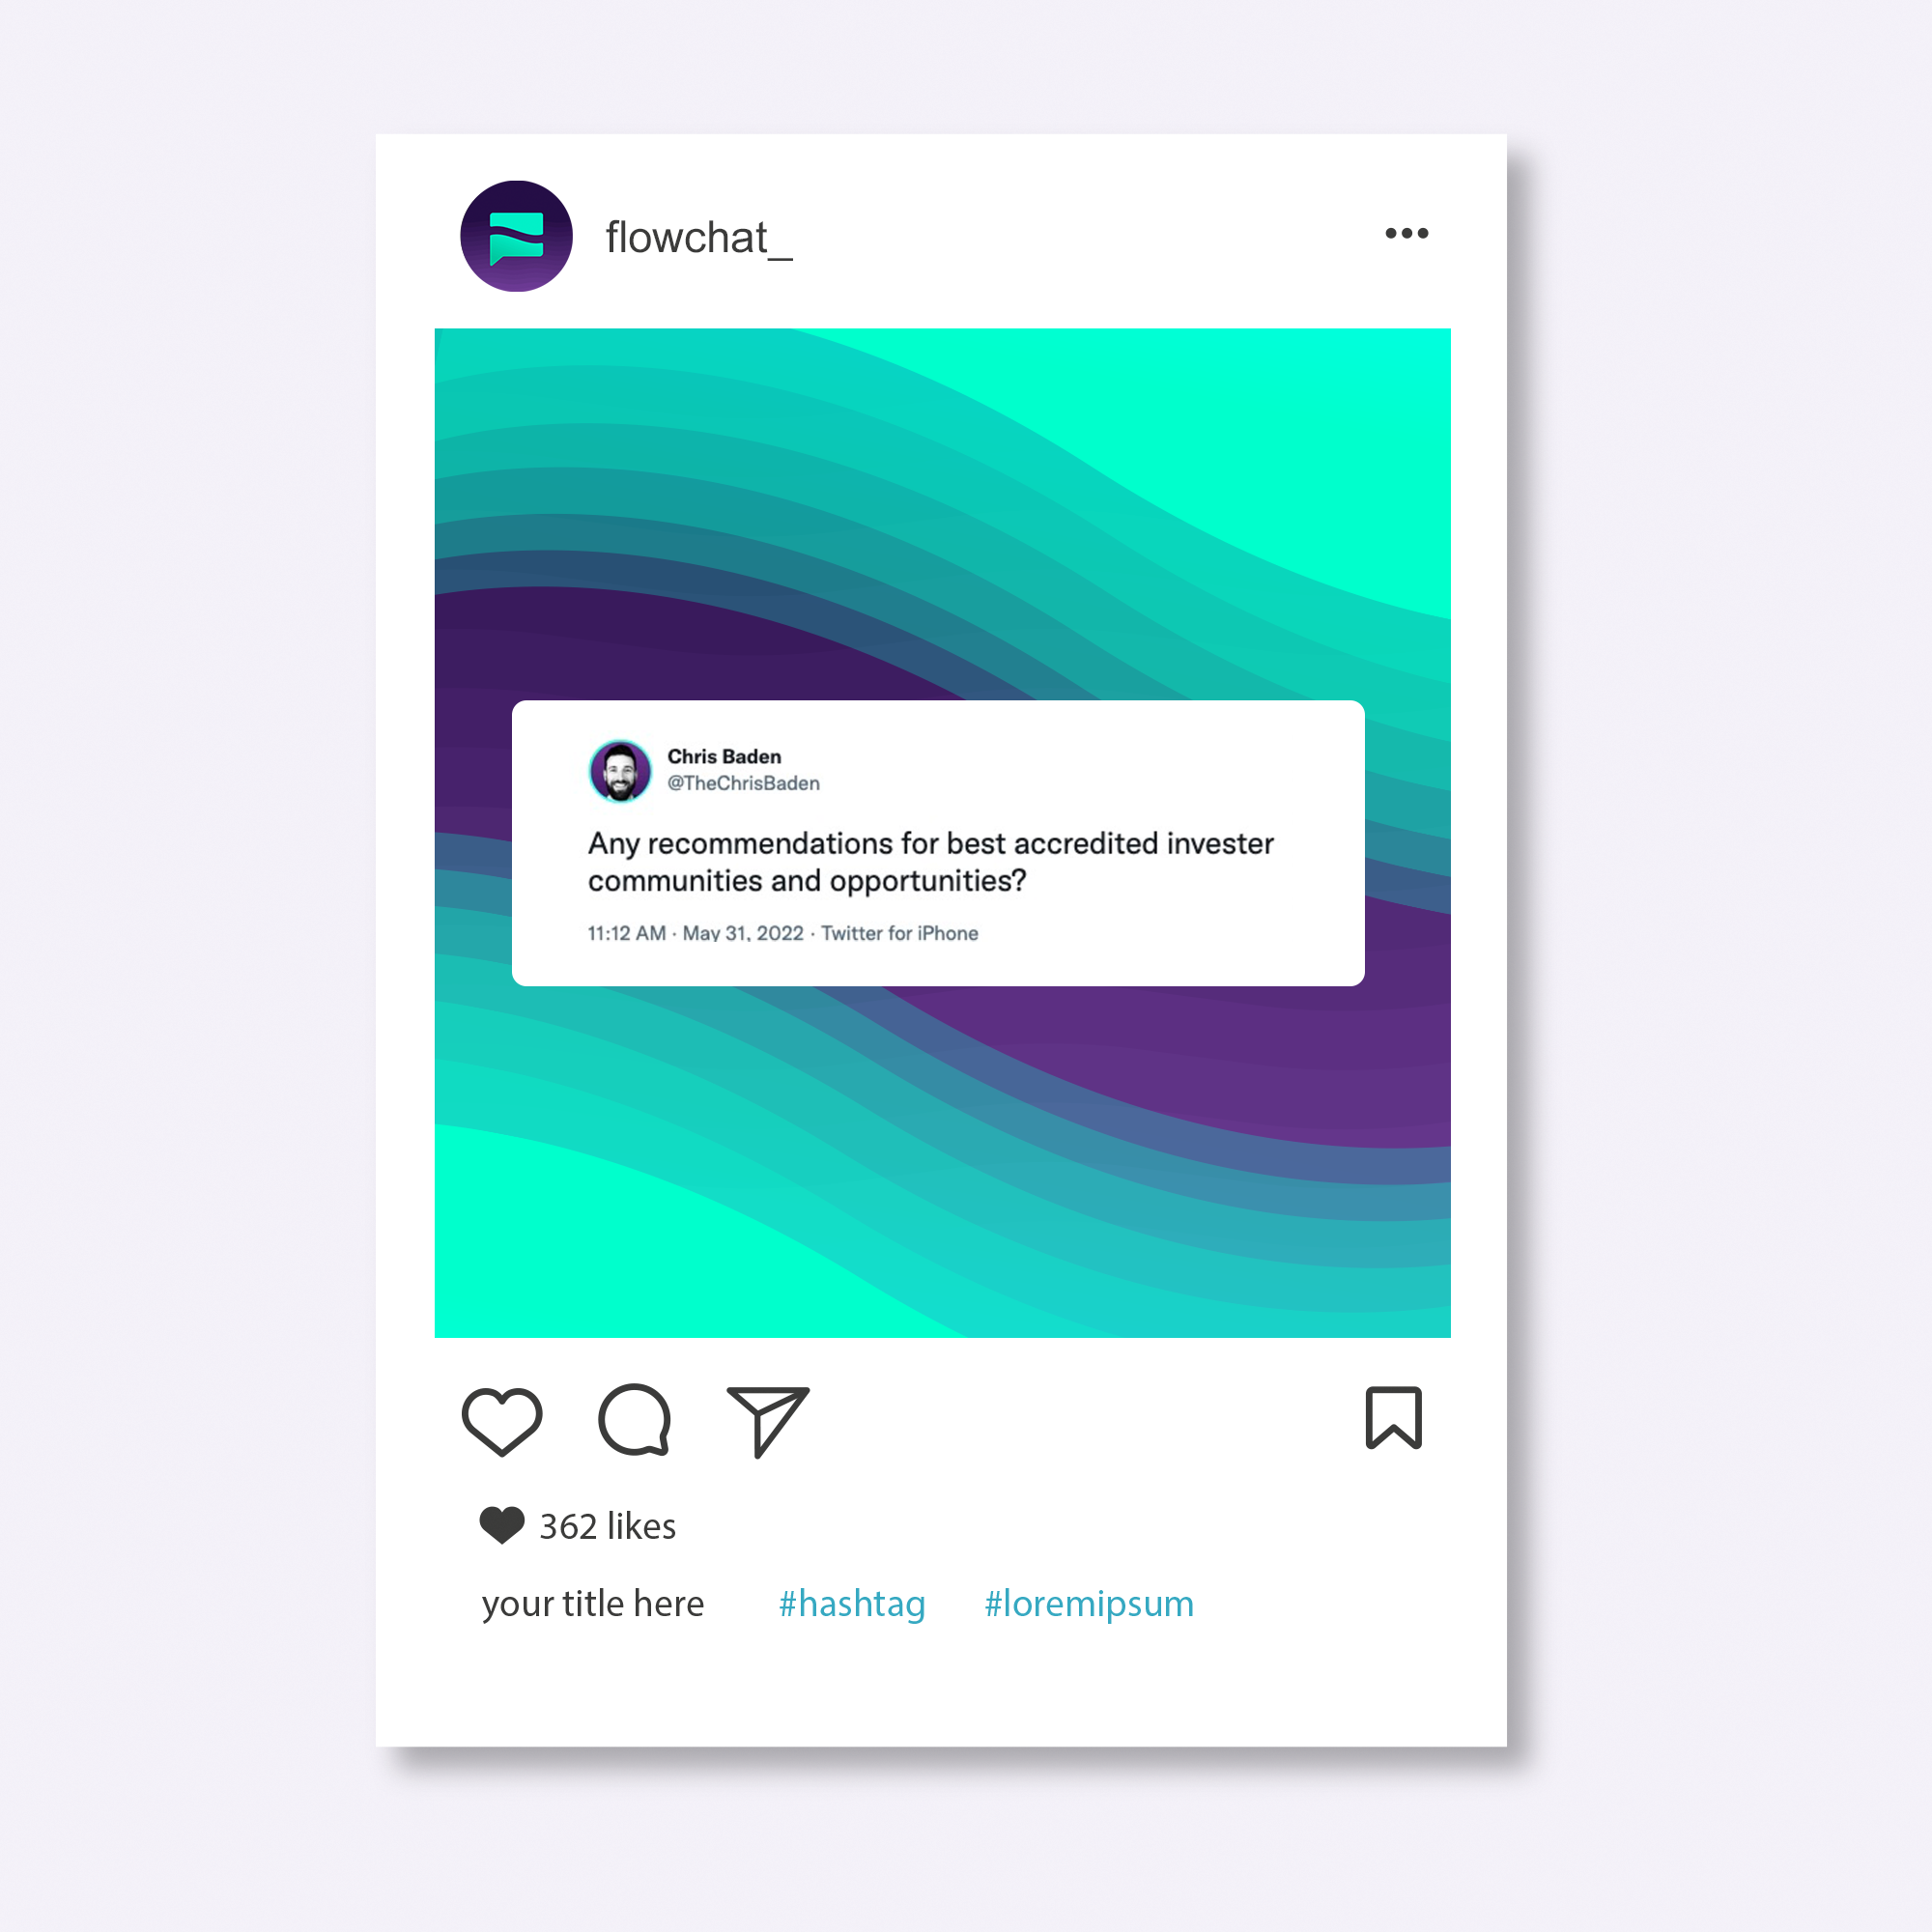 flowchat_
Chris Baden
@TheChrisBaden
Any recommendations for best accredited invester
communities and opportunities?
11:12 AM · May 31, 2022 · Twitter for iPhone
362 likes
your title here #hashtag #loremipsum